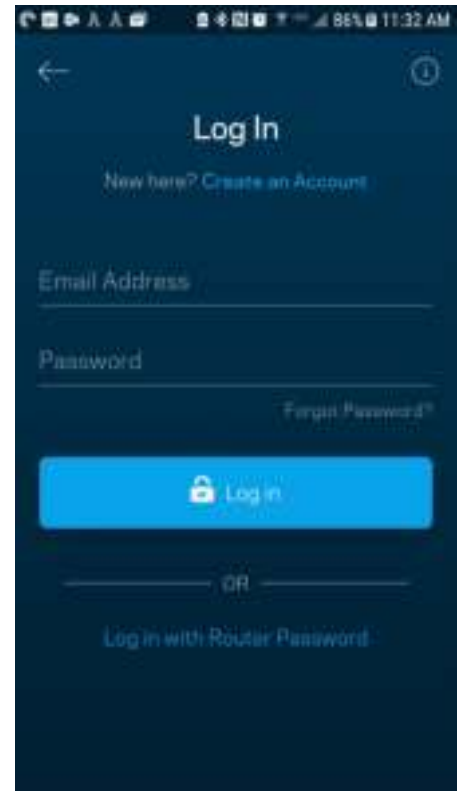 86% 11:32 AM
Log In
New here? Create an Account
Email Address
Password
Forgot Password?
Log in
OR
Log in with Router Password